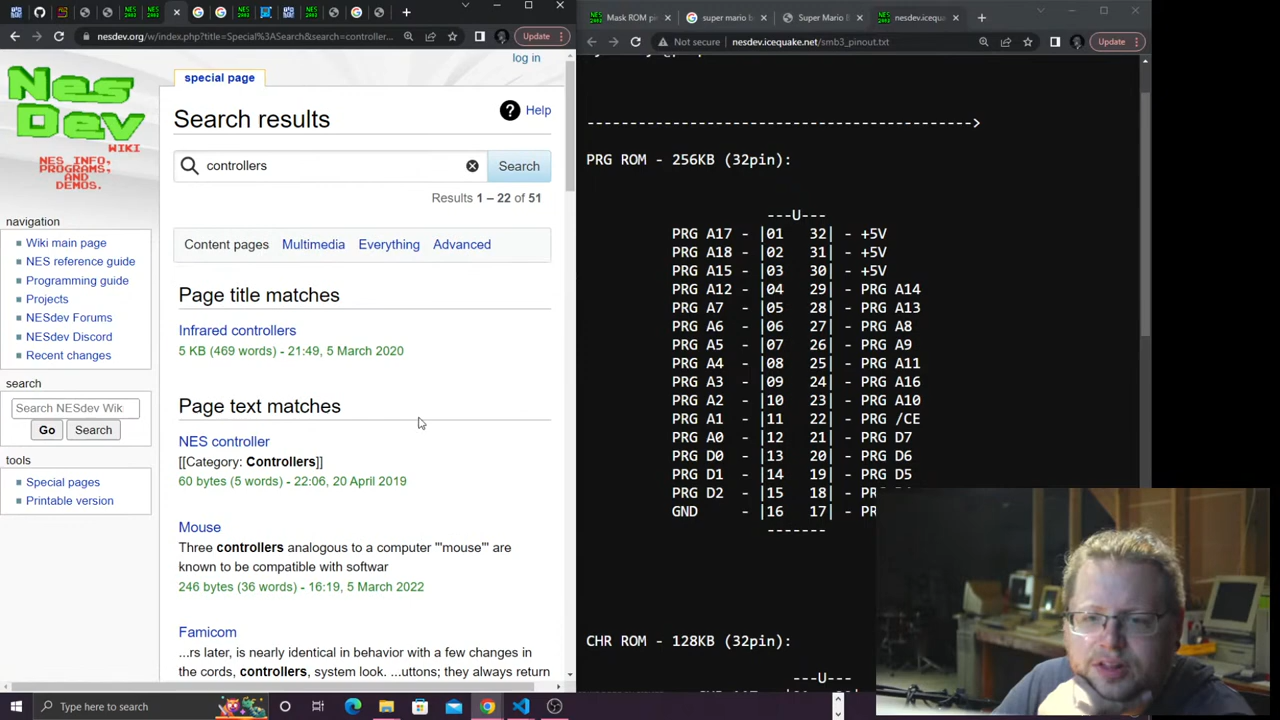 Update
nesdev.org/w/index.php?title=Special%3ASearch&search=controller...
Update
Mask ROM pi
super mario b
Super Mario B
nesdev.iceq
Not secure
nesdev.icequake.net/smb3_pinout.txt
log in
Nes
Dev
WIKI
NES INFO,
PROGRAMS,
AND
DEMOS.
navigation
Wiki main page
NES reference guide
Programming guide
Projects
NESdev Forums
NESdev Discord
Recent changes
search
Search NESdev Wik
Go Search
tools
Special pages
Printable version
special page
Search results
Help
controllers
Search
Results 1 – 22 of 51
Content pages Multimedia Everything Advanced
Page title matches
Infrared controllers
5 KB (469 words) - 21:49, 5 March 2020
Page text matches
NES controller
[[Category: Controllers]]
60 bytes (5 words) - 22:06, 20 April 2019
Mouse
Three controllers analogous to a computer '"mouse"' are
known to be compatible with softwar
246 bytes (36 words) - 16:19, 5 March 2022
Famicom
...rs later, is nearly identical in behavior with a few changes in
the cords, controllers, system look. ...uttons; they always return
-------------------------------------------->
PRG ROM - 256KB (32pin):
---U---
PRG A17 - |01 32| - +5V
PRG A18 - |02 31| - +5V
PRG A15 - |03 30| - +5V
PRG A12 - |04 29| - PRG A14
PRG A7 - |05 28| - PRG A13
PRG A6 - |06 27| - PRG A8
PRG A5 - |07 26| - PRG A9
PRG A4 - |08 25| - PRG A11
PRG A3 - |09 24| - PRG A16
PRG A2 - |10 23| - PRG A10
PRG A1 - |11 22| - PRG /CE
PRG A0 - |12 21| - PRG D7
PRG D0 - |13 20| - PRG D6
PRG D1 - |14 19| - PRG D5
PRG D2 - |15 18| - PR
GND - |16 17| - PR
-------
CHR ROM - 128KB (32pin):
---U---
Type here to search